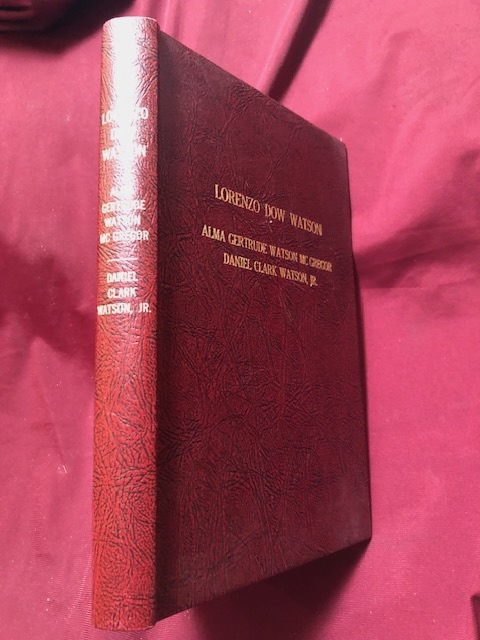 LORENZO
DOW
WATSON
ALMA
GERTRUDE
WATSON
MC GREGOR
DANIEL
CLARK
WATSON, JR.
LORENZO DOW WATSON
ALMA GERTRUDE WATSON MC GREGOR
DANIEL CLARK WATSON, JR.